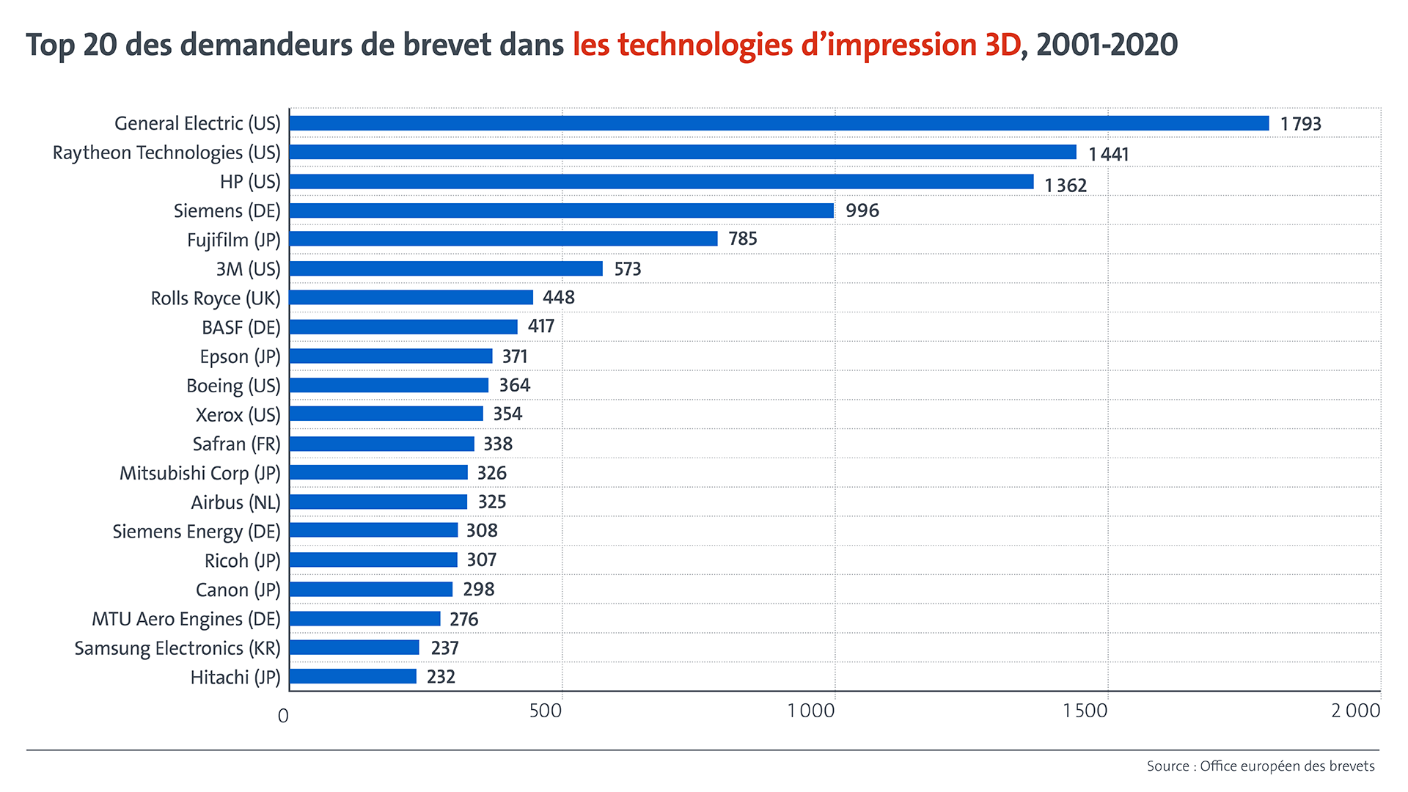 Top 20 des demandeurs de brevet dans les technologies d’impression 3D, 2001-2020
General Electric (US) 1 793
Raytheon Technologies (US) 1 441
HP (US) 1 362
Siemens (DE) 996
Fujifilm (JP) 785
3M (US) 573
Rolls Royce (UK) 448
BASF (DE) 417
Epson (JP) 371
Boeing (US) 364
Xerox (US) 354
Safran (FR) 338
Mitsubishi Corp (JP) 326
Airbus (NL) 325
Siemens Energy (DE) 308
Ricoh (JP) 307
Canon (JP) 298
MTU Aero Engines (DE) 276
Samsung Electronics (KR) 237
Hitachi (JP) 232
0 500 1 000 1 500 2 000
Source : Office européen des brevets